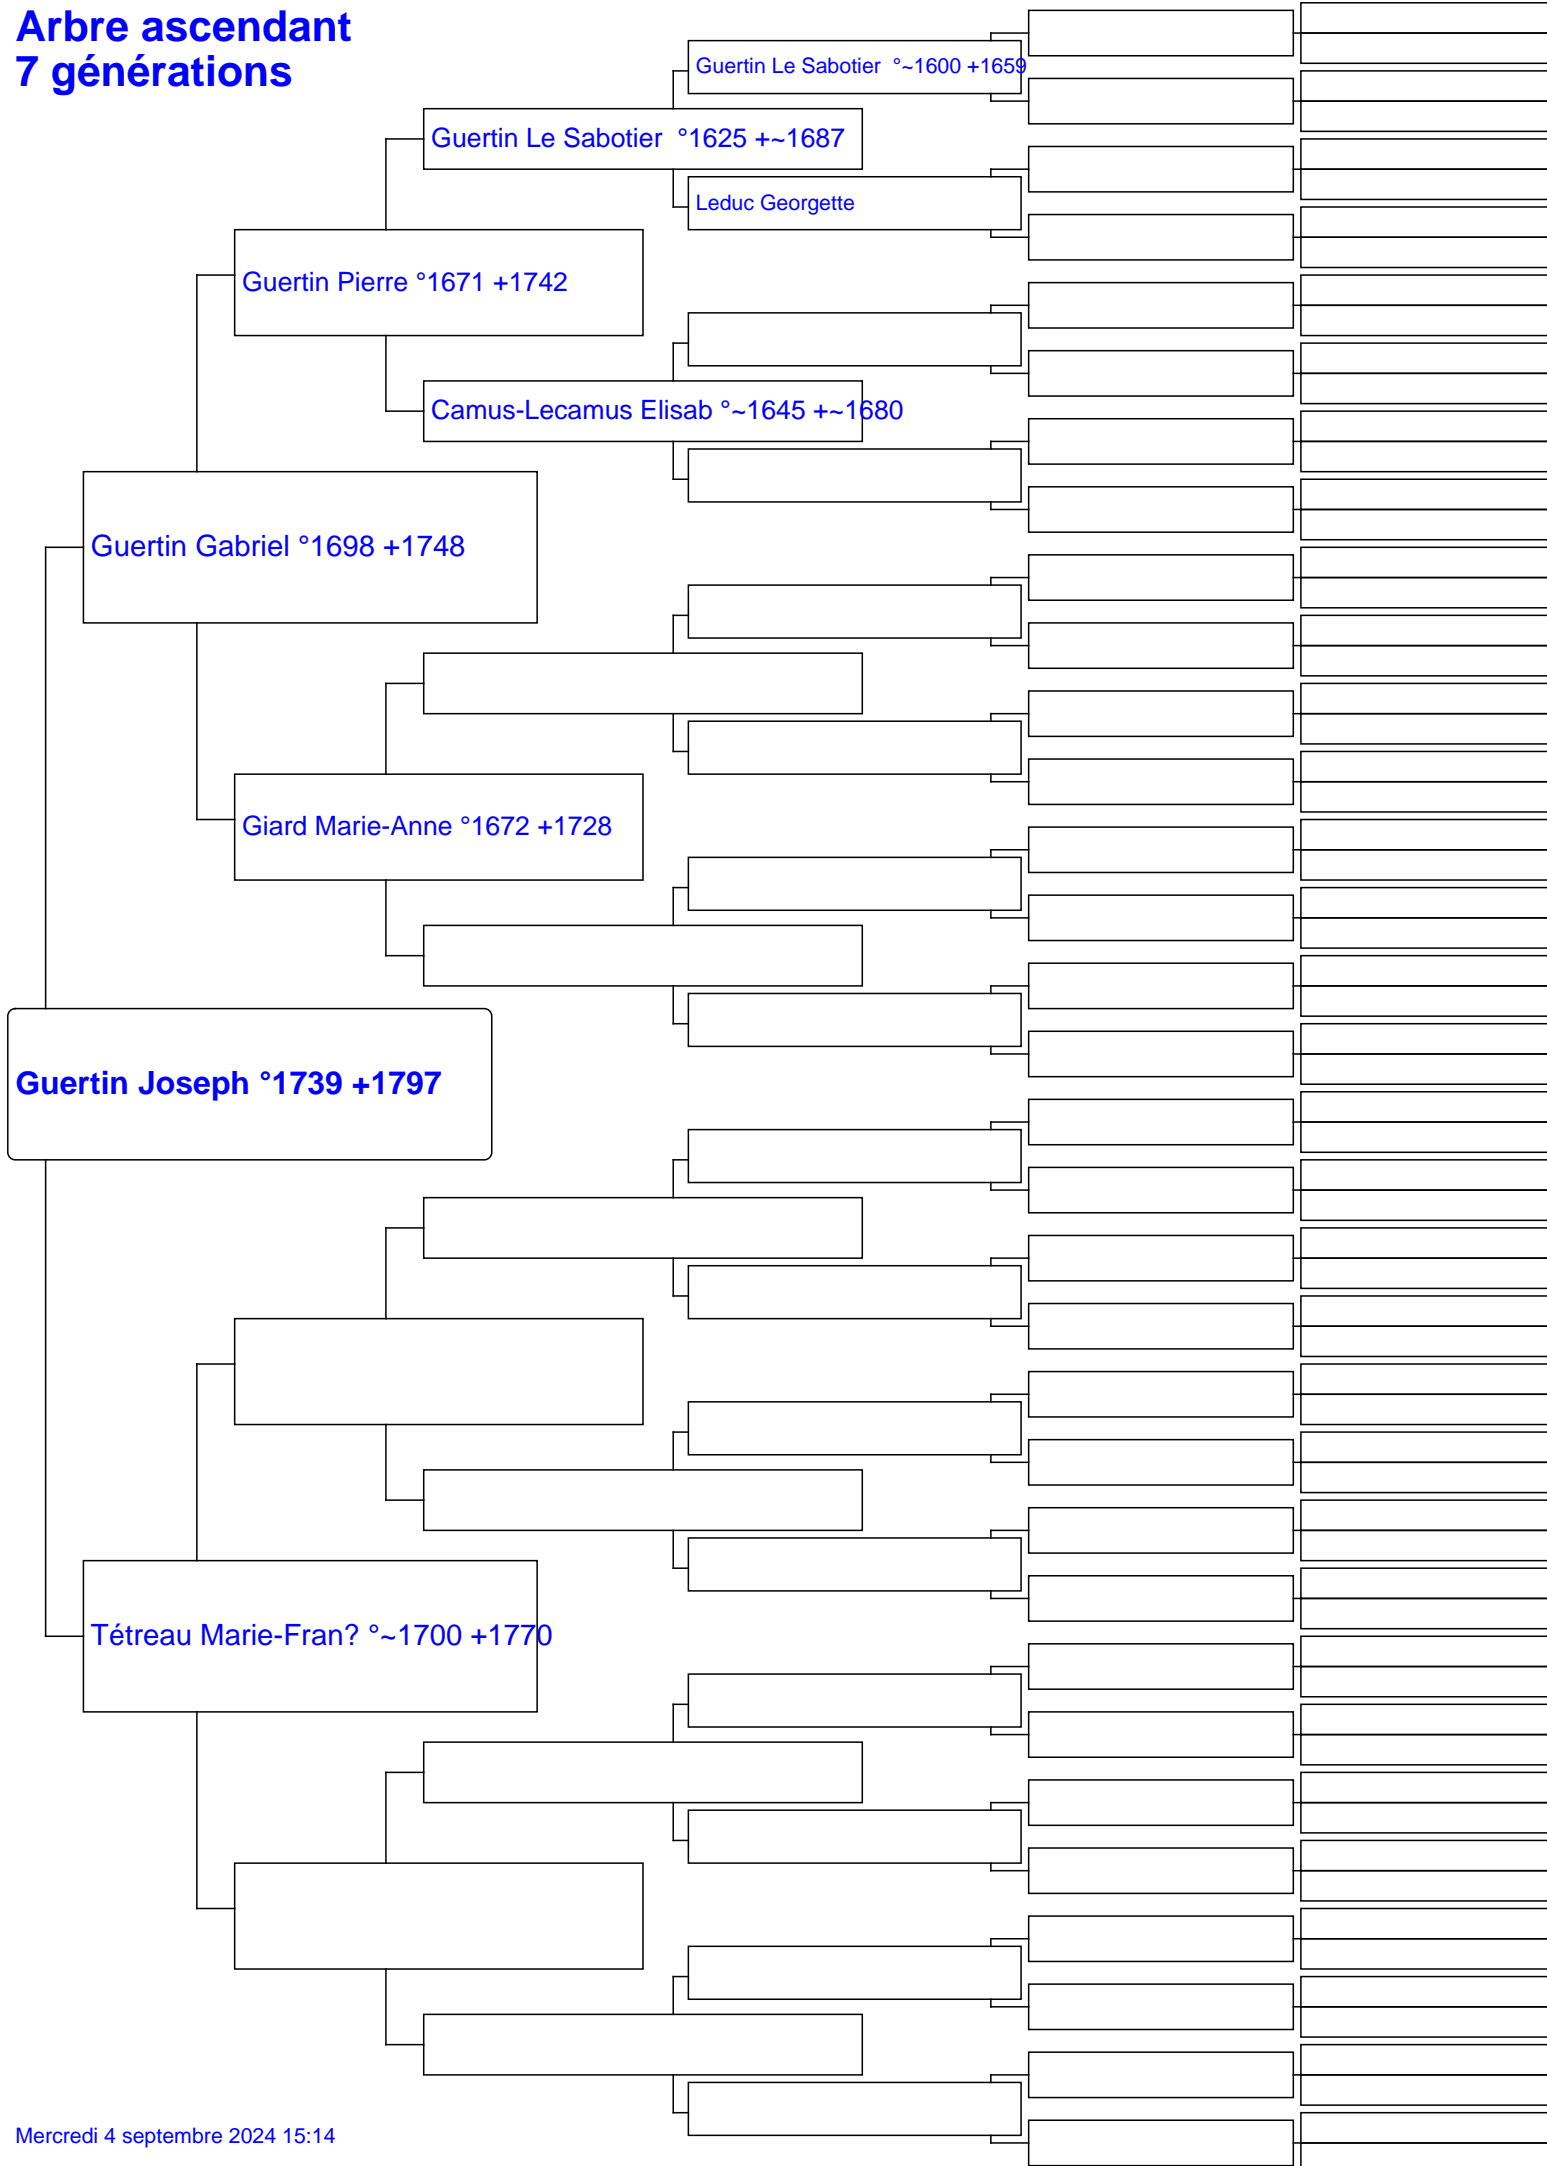 Arbre ascendant
7 générations
Guertin Le Sabotier  °~1600 +1659
Guertin Le Sabotier  °1625 +~1687
Leduc Georgette
Guertin Pierre °1671 +1742
Camus-Lecamus Elisab °~1645 +~1680
Guertin Gabriel °1698 +1748
Giard Marie-Anne °1672 +1728
Guertin Joseph °1739 +1797
Tétreau Marie-Fran? °~1700 +1770
Mercredi 4 septembre 2024 15:14